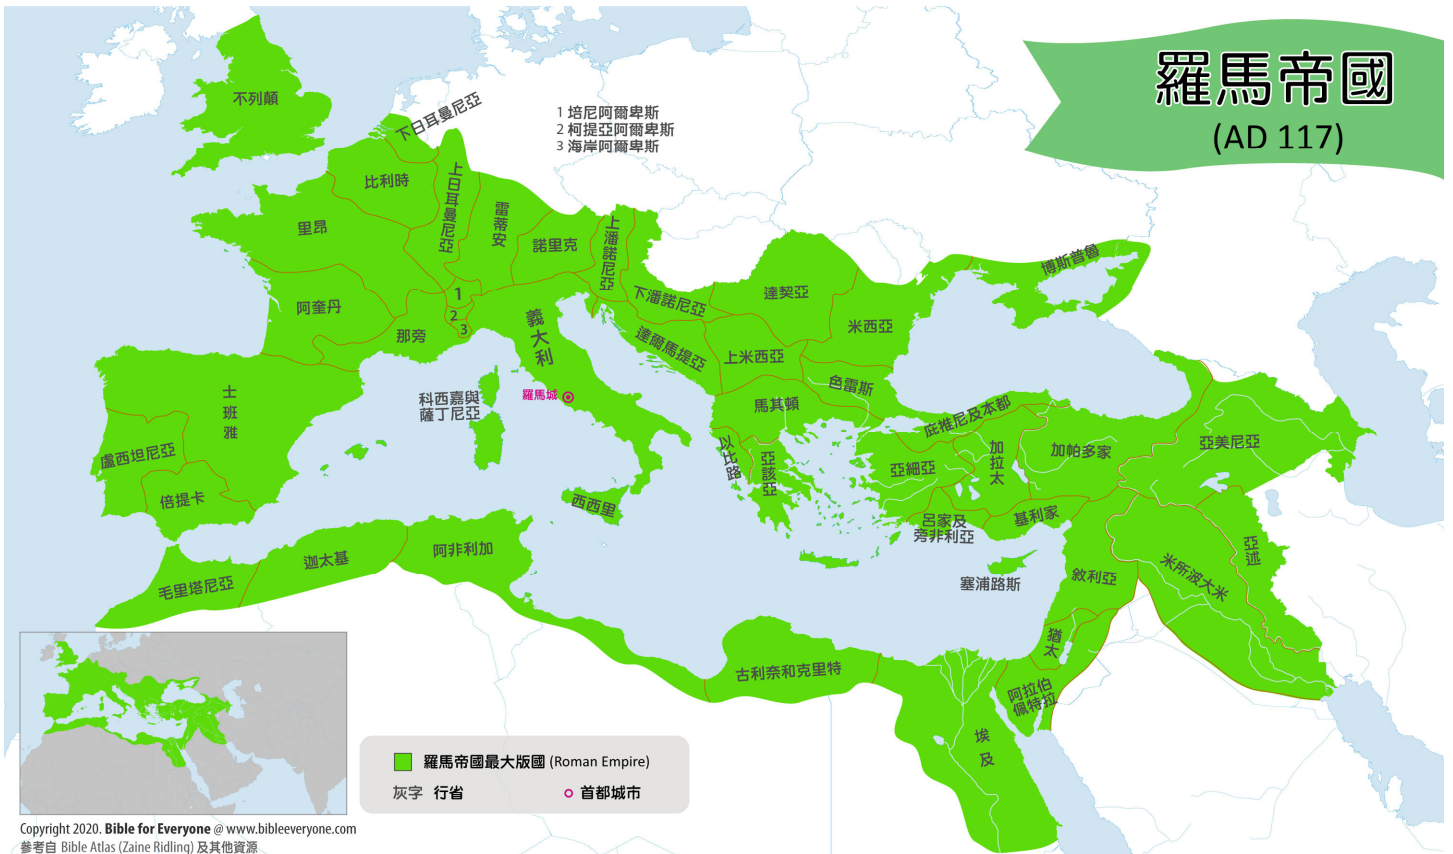 羅馬帝國
(AD 117)
1 培尼阿爾卑斯
2 柯提亞阿爾卑斯
3 海岸阿爾卑斯
不列顛
下日耳曼尼亞
比利時
上日耳曼尼亞
里昂
雷蒂安
諾里克
上潘諾尼亞
下潘諾尼亞
達契亞
博斯普魯
阿奎丹
1
2
3
那旁
義大利
達爾馬提亞
上米西亞
米西亞
色雷斯
馬其頓
士班雅
盧西坦尼亞
倍提卡
科西嘉與
薩丁尼亞
羅馬城
以比路
亞該亞
西西里
庇推尼及本都
亞細亞
加拉太
加帕多家
亞美尼亞
呂家及
旁非利亞
基利家
塞浦路斯
敘利亞
米所波大米
亞述
毛里塔尼亞
迦太基
阿非利加
古利奈和克里特
猶太
阿拉伯
佩特拉
埃及
羅馬帝國最大版國 (Roman Empire)
灰字 行省
首都城市
Copyright 2020. Bible for Everyone @ www.bibleeveryone.com
參考自 Bible Atlas (Zaine Ridling) 及其他資源